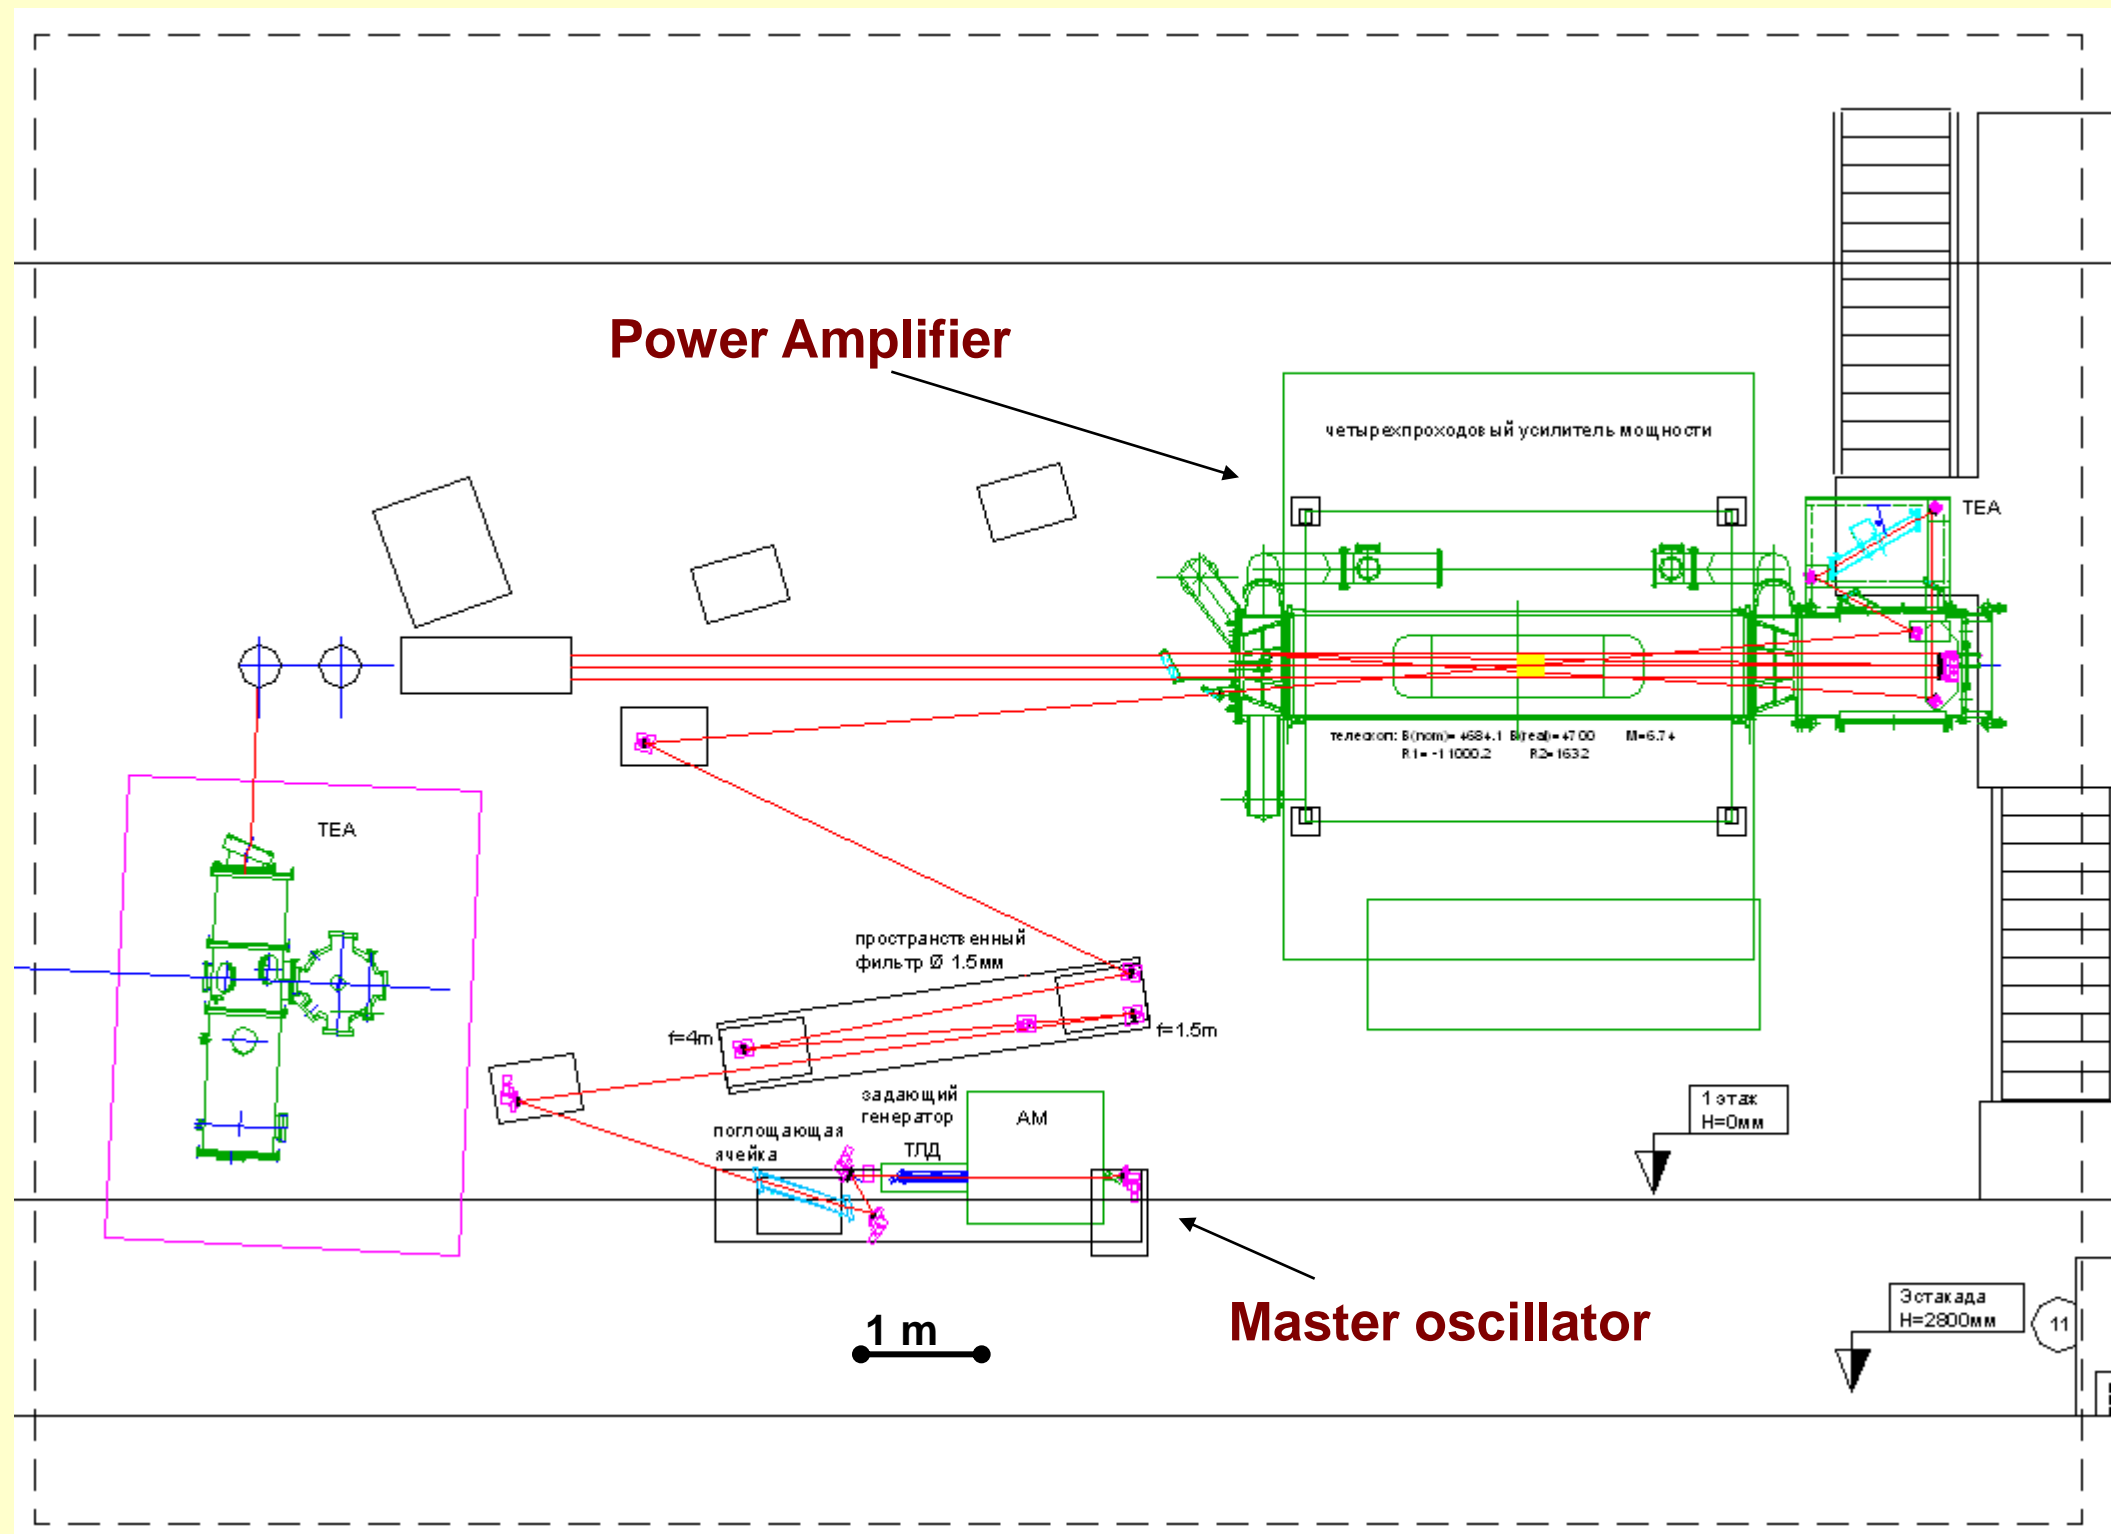 Power Amplifier
четырехпроходовый усилитель мощности
TEA
телескоп: B(nom)= 4684.1 B(real)=4700 M=6.74
R1= -11000.2 R2=1632
TEA
пространственный
фильтр Ø 1.5мм
f=4m
f=1.5m
задающий
генератор
AM
поглощающая
ячейка
ТЛД
1 этаж
H=0мм
Эстакада
H=2800мм
11
1 m
Master oscillator